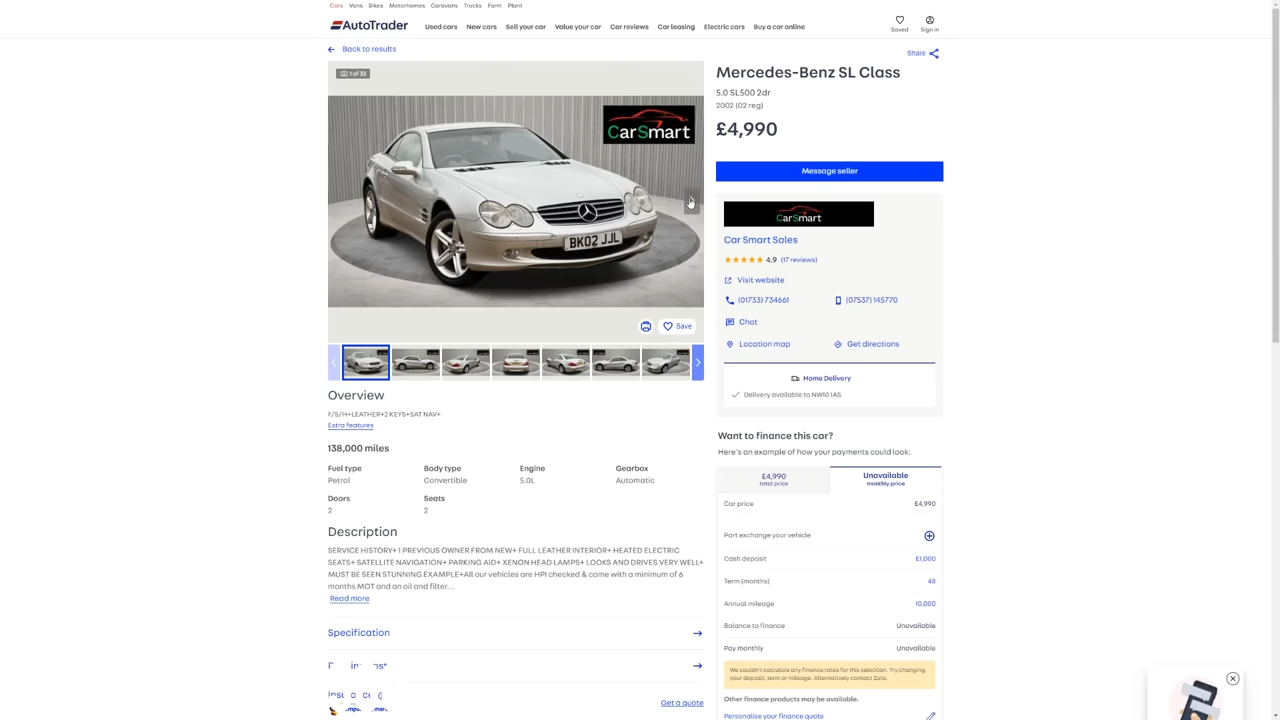 Cars Vans Bikes Motorhomes Caravans Trucks Farm Plant
AutoTrader
Used cars New cars Sell your car Value your car Car reviews Car leasing Electric cars Buy a car online
Saved Sign in
Back to results
Share
1 of 33
CarSmart
BK02 JJL
Save
Mercedes-Benz SL Class
5.0 SL500 2dr
2002 (02 reg)
£4,990
Message seller
CarSmart
Car Smart Sales
4.9 (17 reviews)
Visit website
(01733) 734661 (07537) 145770
Chat
Location map Get directions
Home Delivery
Delivery available to NW10 1AS
Overview
F/S/H+LEATHER+2 KEYS+SAT NAV+
Extra features
138,000 miles
Fuel type Body type Engine Gearbox
Petrol Convertible 5.0L Automatic
Doors Seats
2 2
Description
SERVICE HISTORY+ 1 PREVIOUS OWNER FROM NEW+ FULL LEATHER INTERIOR+ HEATED ELECTRIC
SEATS+ SATELLITE NAVIGATION+ PARKING AID+ XENON HEAD LAMPS+ LOOKS AND DRIVES VERY WELL+
MUST BE SEEN STUNNING EXAMPLE+All our vehicles are HPI checked & come with a minimum of 6
months MOT and an oil and filter...
Read more
Specification
Get a quote
Want to finance this car?
Here's an example of how your payments could look:
£4,990 Unavailable
total price monthly price
Car price £4,990
Part exchange your vehicle
Cash deposit £1,000
Term (months) 48
Annual mileage 10,000
Balance to finance Unavailable
Pay monthly Unavailable
We couldn't calculate any finance rates for this selection. Try changing
your deposit, term or mileage. Alternatively contact Zuto.
Other finance products may be available.
Personalise your finance quote